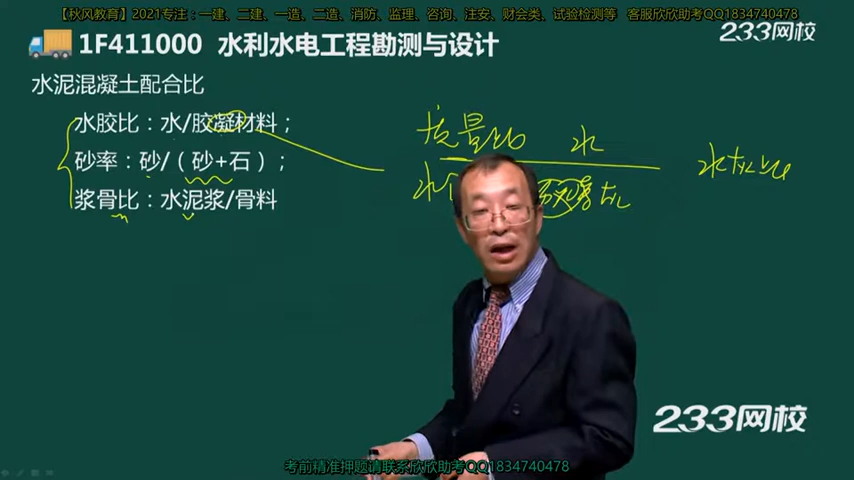 【秋风教育】2021专注：一建、二建、一造、二造、消防、监理、咨询、注安、财会类、试验检测等 客服欣欣助考QQ1834740478
1F411000 水利水电工程勘测与设计
233网校
水泥混凝土配合比
水胶比：水/胶凝材料；
砂率：砂/（砂+石）；
浆骨比：水泥浆/骨料
质量比
水
水灰比
233网校
考前精准押题请联系欣欣助考QQ1834740478